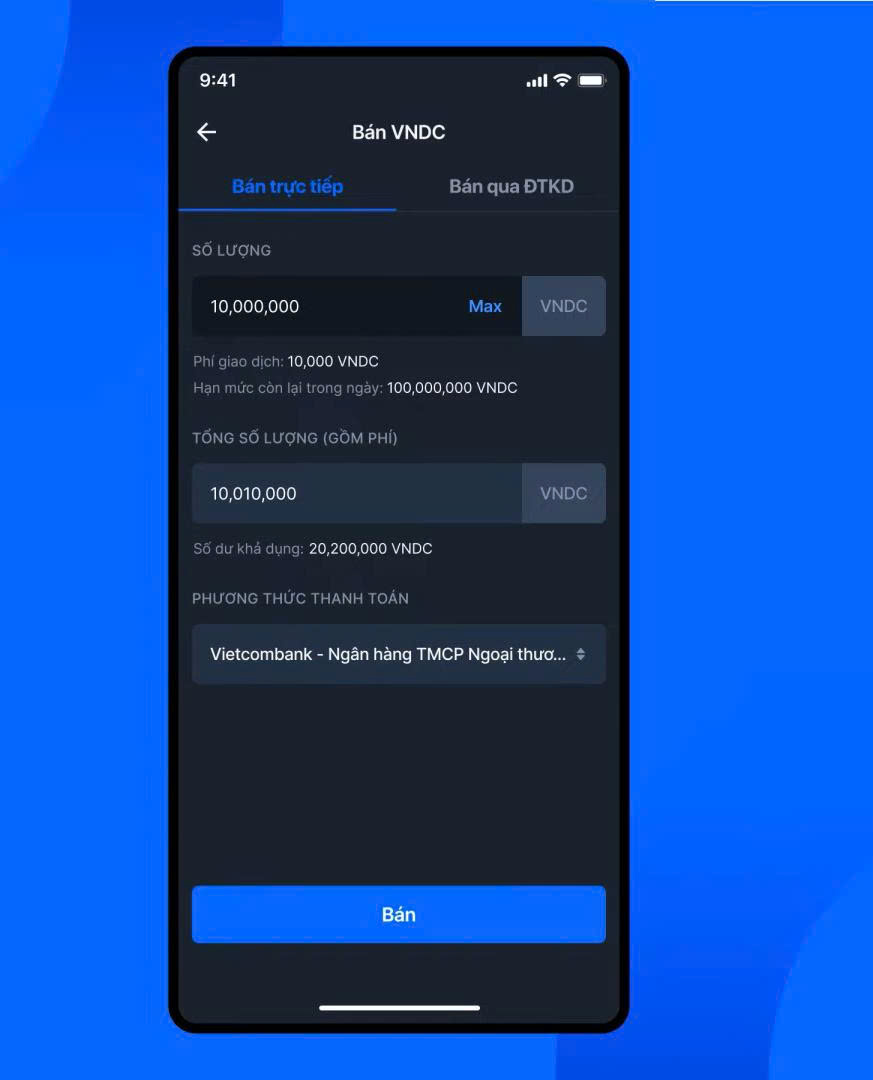 9:41
Bán VNDC
Bán trực tiếp
Bán qua ĐTKD
SỐ LƯỢNG
10,000,000 Max VNDC
Phí giao dịch: 10,000 VNDC
Hạn mức còn lại trong ngày: 100,000,000 VNDC
TỔNG SỐ LƯỢNG (GỒM PHÍ)
10,010,000 VNDC
Số dư khả dụng: 20,200,000 VNDC
PHƯƠNG THỨC THANH TOÁN
Vietcombank - Ngân hàng TMCP Ngoại thươ...
Bán